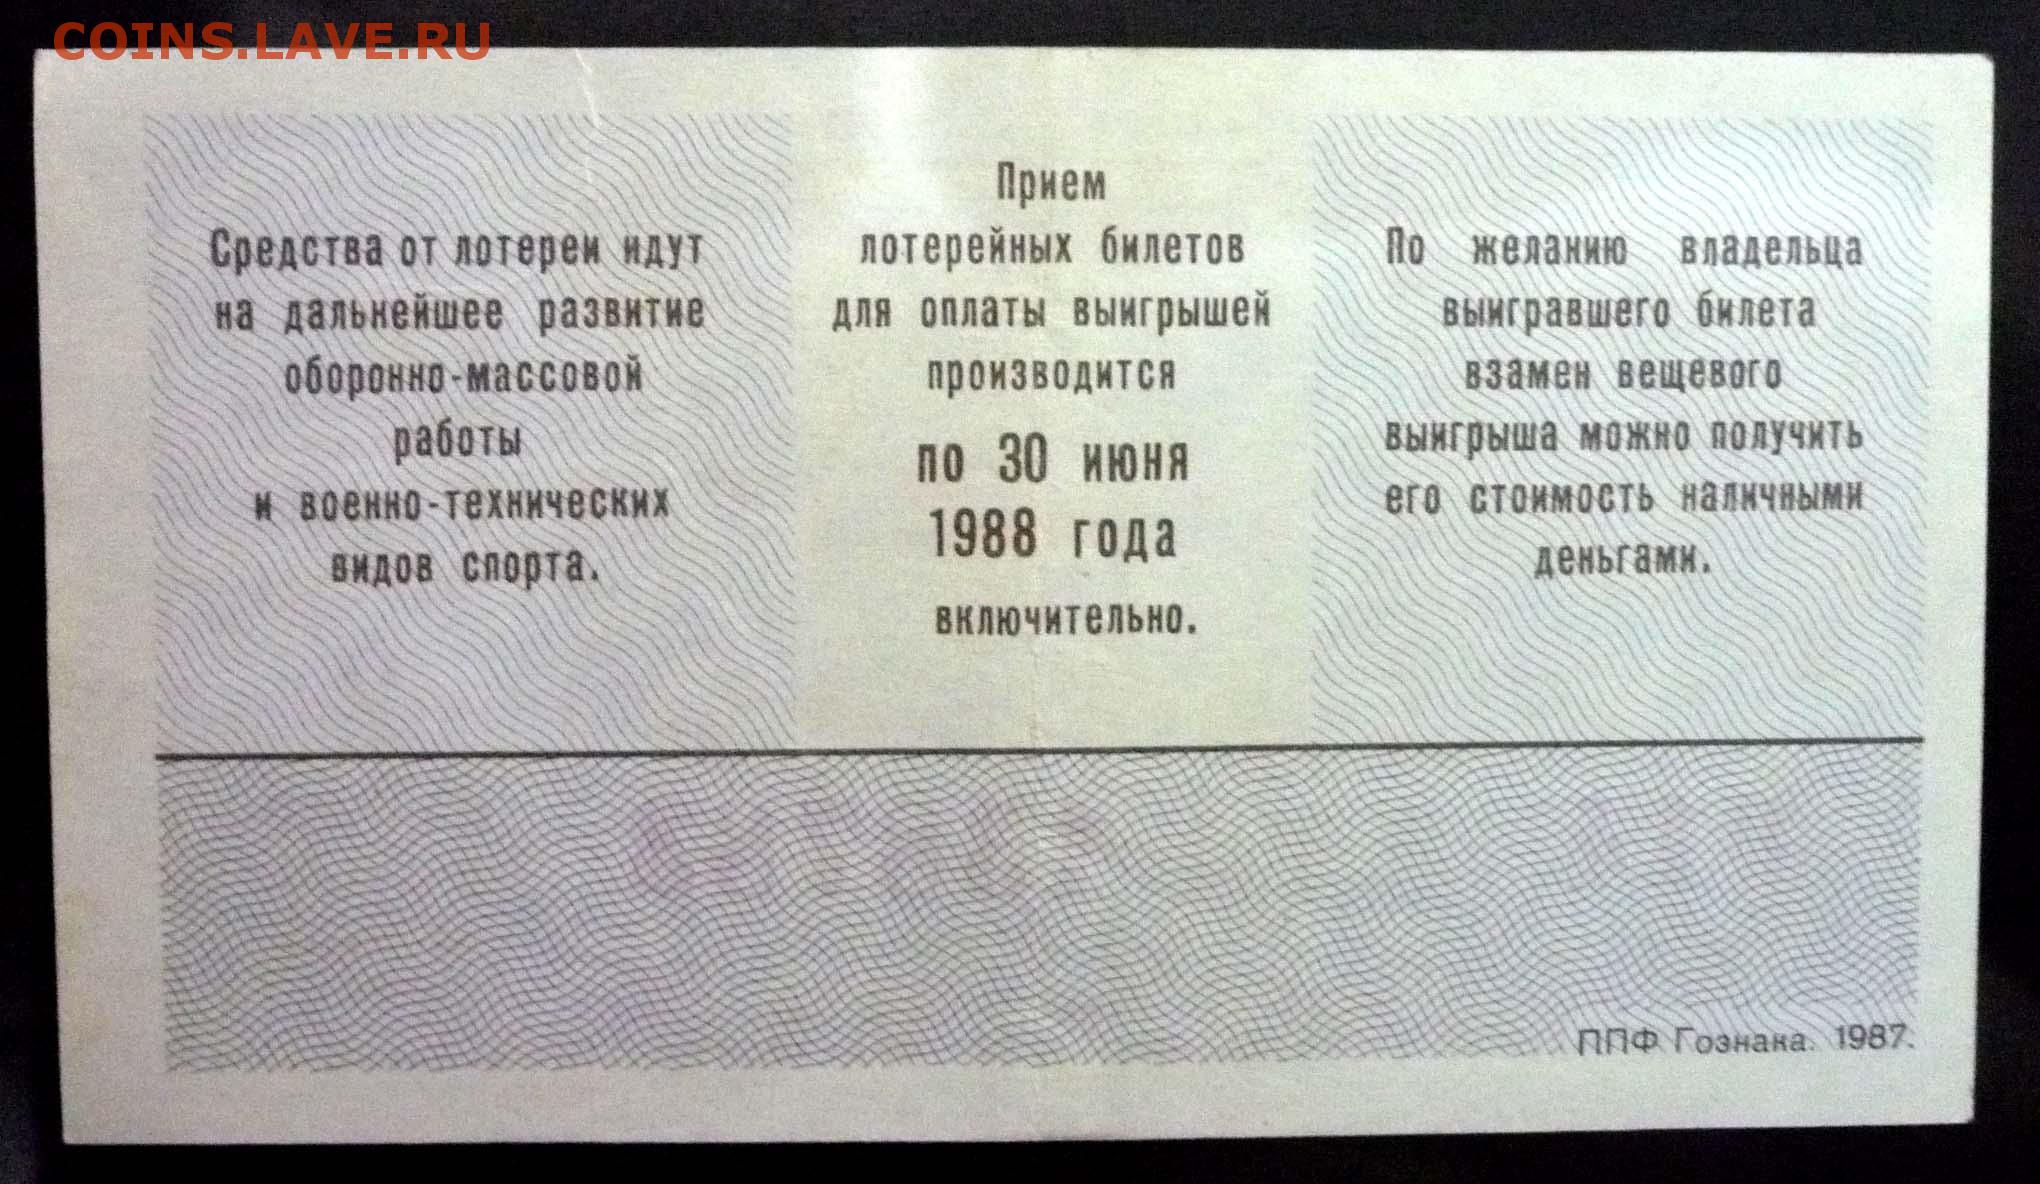 COINS.LAVE.RU
Средства от лотереи идут
на дальнейшее развитие
оборонно-массовой
работы
и военно-технических
видов спорта.
Прием
лотерейных билетов
для оплаты выигрышей
производится
по 30 июня
1988 года
включительно.
По желанию владельца
выигравшего билета
взамен вещевого
выигрыша можно получить
его стоимость наличными
деньгами.
ППФ Гознака. 1987.